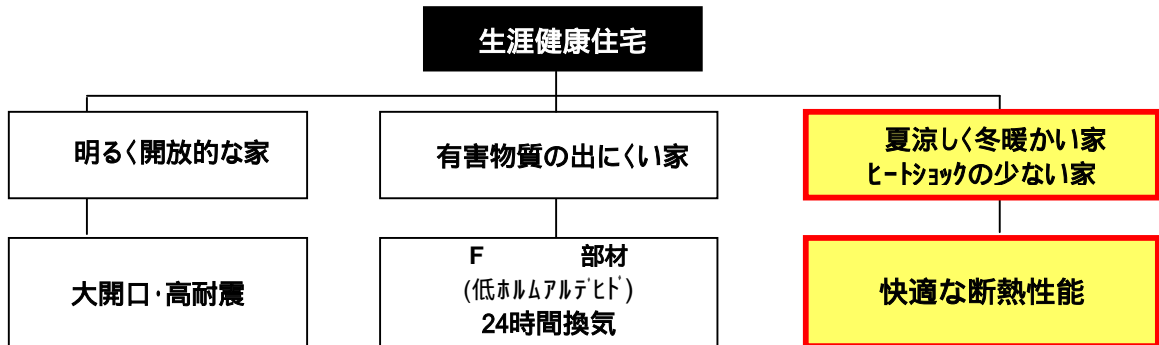 生涯健康住宅
明るく開放的な家
有害物質の出にくい家
夏涼しく冬暖かい家
ﾋｰﾄｼｮｯｸの少ない家
大開口・高耐震
F 部材
(低ホルムアルデヒド)
24時間換気
快適な断熱性能